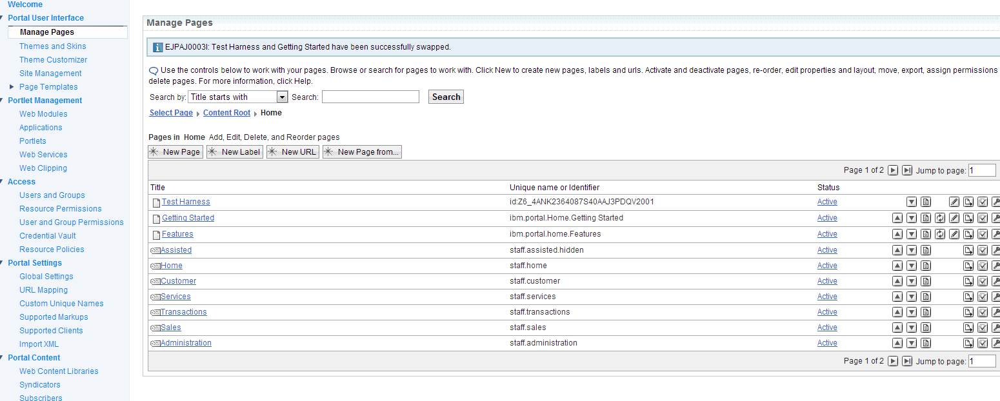 Welcome
Portal User Interface
Manage Pages
Themes and Skins
Theme Customizer
Site Management
Page Templates
Portlet Management
Web Modules
Applications
Portlets
Web Services
Web Clipping
Access
Users and Groups
Resource Permissions
User and Group Permissions
Credential Vault
Resource Policies
Portal Settings
Global Settings
URL Mapping
Custom Unique Names
Supported Markups
Supported Clients
Import XML
Portal Content
Web Content Libraries
Syndicators
Subscribers
Manage Pages
EJPAJ0003I: Test Harness and Getting Started have been successfully swapped.
Use the controls below to work with your pages. Browse or search for pages to work with. Click New to create new pages, labels and urls. Activate and deactivate pages, re-order, edit properties and layout, move, export, assign permissions
delete pages. For more information, click Help.
Search by: Title starts with Search: Search
Select Page Content Root Home
Pages in Home Add, Edit, Delete, and Reorder pages
New Page New Label New URL New Page from...
Page 1 of 2 Jump to page: 1
Title Unique name or Identifier Status
Test Harness id:Z6_4ANK2364087S40AAJ3PDQV2001 Active
Getting Started ibm.portal.Home.Getting Started Active
Features ibm.portal.home.Features Active
Assisted staff.assisted.hidden Active
Home staff.home Active
Customer staff.customer Active
Services staff.services Active
Transactions staff.transactions Active
Sales staff.sales Active
Administration staff.administration Active
Page 1 of 2 Jump to page: 1